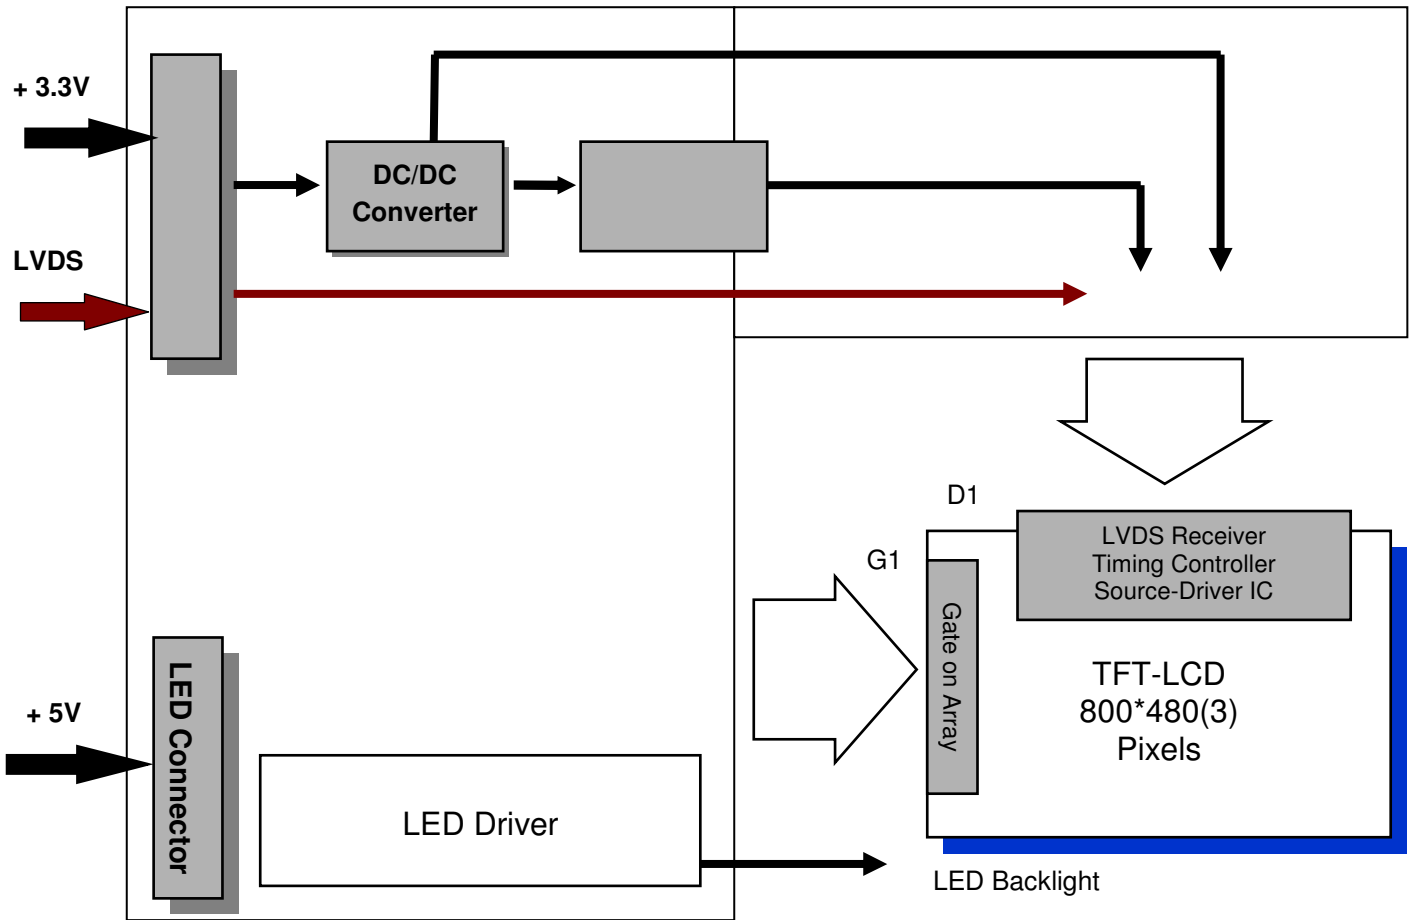 + 3.3V
DC/DC
Converter
LVDS
D1
LVDS Receiver
Timing Controller
Source-Driver IC
G1
Gate on Array
TFT-LCD
800*480(3)
Pixels
+ 5V
LED Connector
LED Driver
LED Backlight